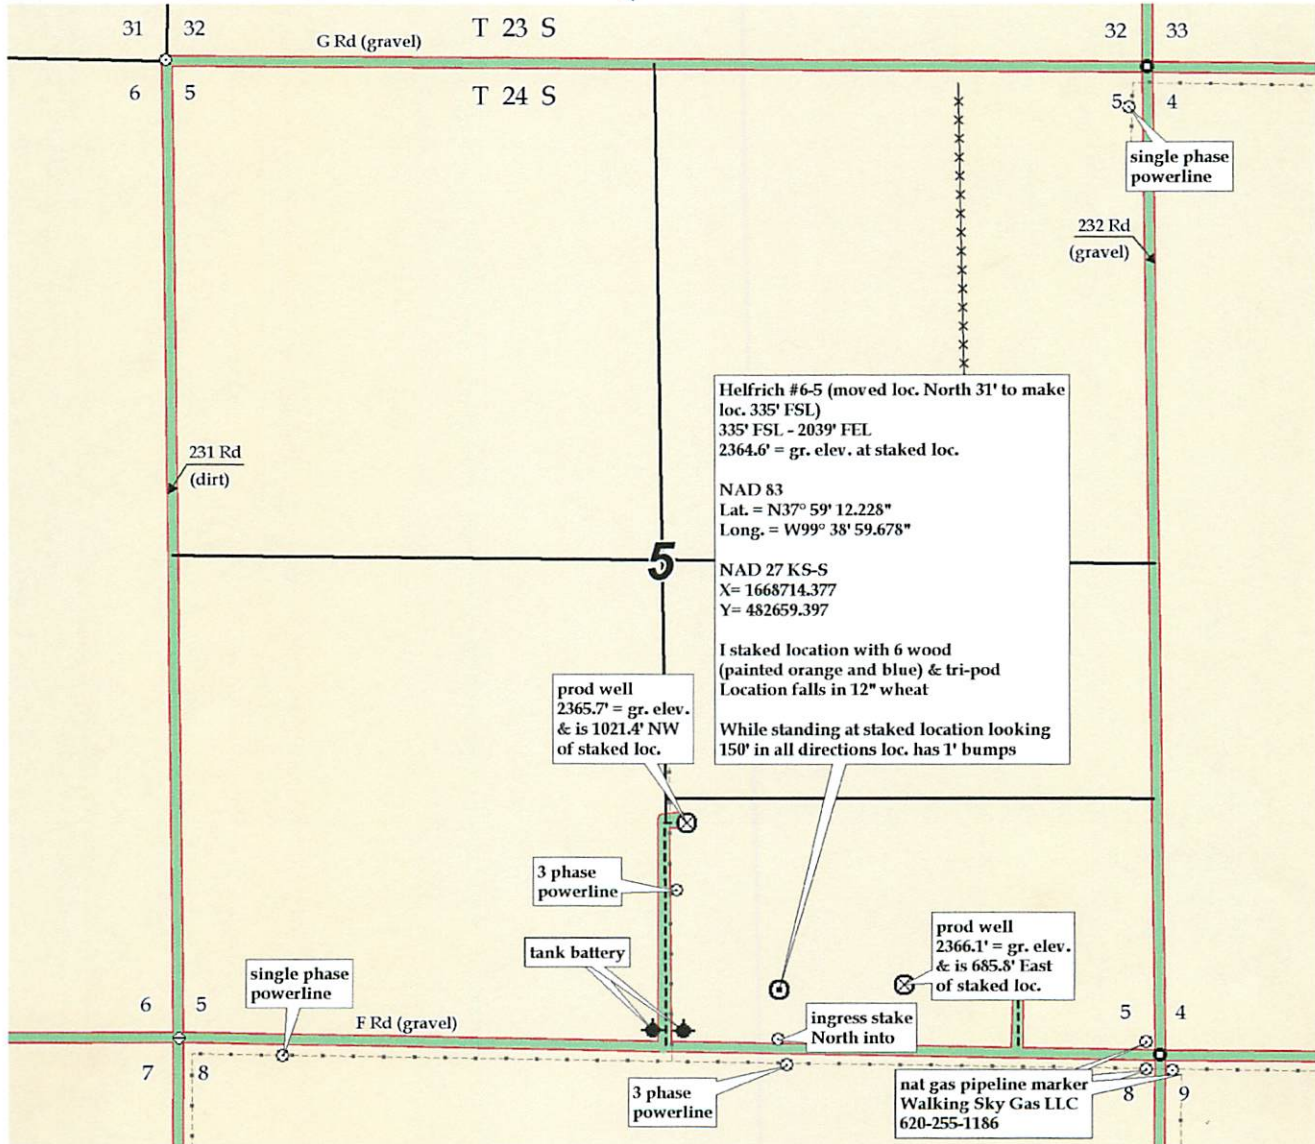 31 32
T 23 S
32 33
G Rd (gravel)
6 5
T 24 S
5 4
single phase
powerline
232 Rd
(gravel)
Helfrich #6-5 (moved loc. North 31' to make
loc. 335' FSL)
335' FSL - 2039' FEL
2364.6' = gr. elev. at staked loc.
NAD 83
Lat. = N37° 59' 12.228"
Long. = W99° 38' 59.678"
NAD 27 KS-S
X= 1668714.377
Y= 482659.397
I staked location with 6 wood
(painted orange and blue) & tri-pod
Location falls in 12" wheat
While standing at staked location looking
150' in all directions loc. has 1' bumps
231 Rd
(dirt)
5
prod well
2365.7' = gr. elev.
& is 1021.4' NW
of staked loc.
3 phase
powerline
tank battery
prod well
2366.1' = gr. elev.
& is 685.8' East
of staked loc.
single phase
powerline
6 5
F Rd (gravel)
ingress stake
North into
5 4
7 8
3 phase
powerline
nat gas pipeline marker
Walking Sky Gas LLC
620-255-1186
8 9